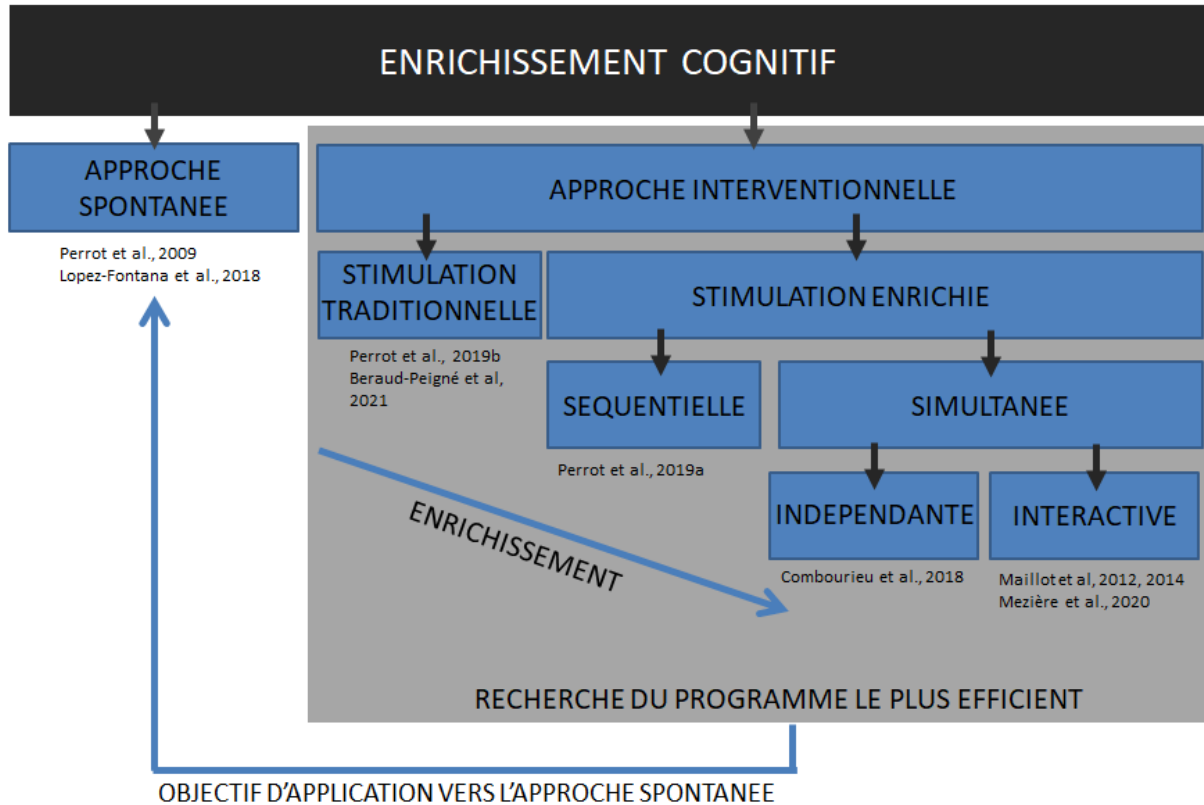 ENRICHISSEMENT COGNITIF
APPROCHE
SPONTANEE
Perrot et al., 2009
Lopez-Fontana et al., 2018
APPROCHE INTERVENTIONNELLE
STIMULATION
TRADITIONNELLE
Perrot et al., 2019b
Beraud-Peigné et al,
2021
STIMULATION ENRICHIE
SEQUENTIELLE
Perrot et al., 2019a
SIMULTANEE
INDEPENDANTE
Combourieu et al., 2018
INTERACTIVE
Maillot et al, 2012, 2014
Mezière et al., 2020
ENRICHISSEMENT
RECHERCHE DU PROGRAMME LE PLUS EFFICIENT
OBJECTIF D'APPLICATION VERS L'APPROCHE SPONTANEE